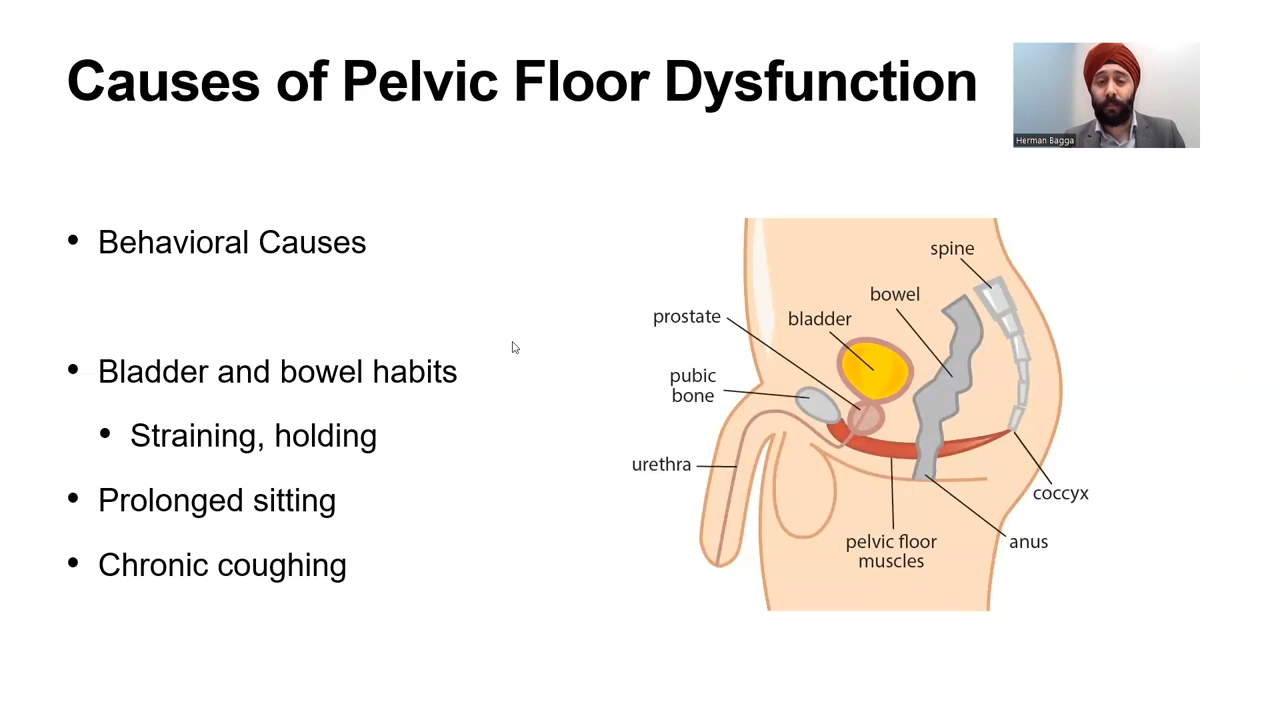 Causes of Pelvic Floor Dysfunction
Herman Bagga
• Behavioral Causes
• Bladder and bowel habits
• Straining, holding
• Prolonged sitting
• Chronic coughing
spine
bowel
prostate
bladder
pubic
bone
urethra
coccyx
pelvic floor
muscles
anus